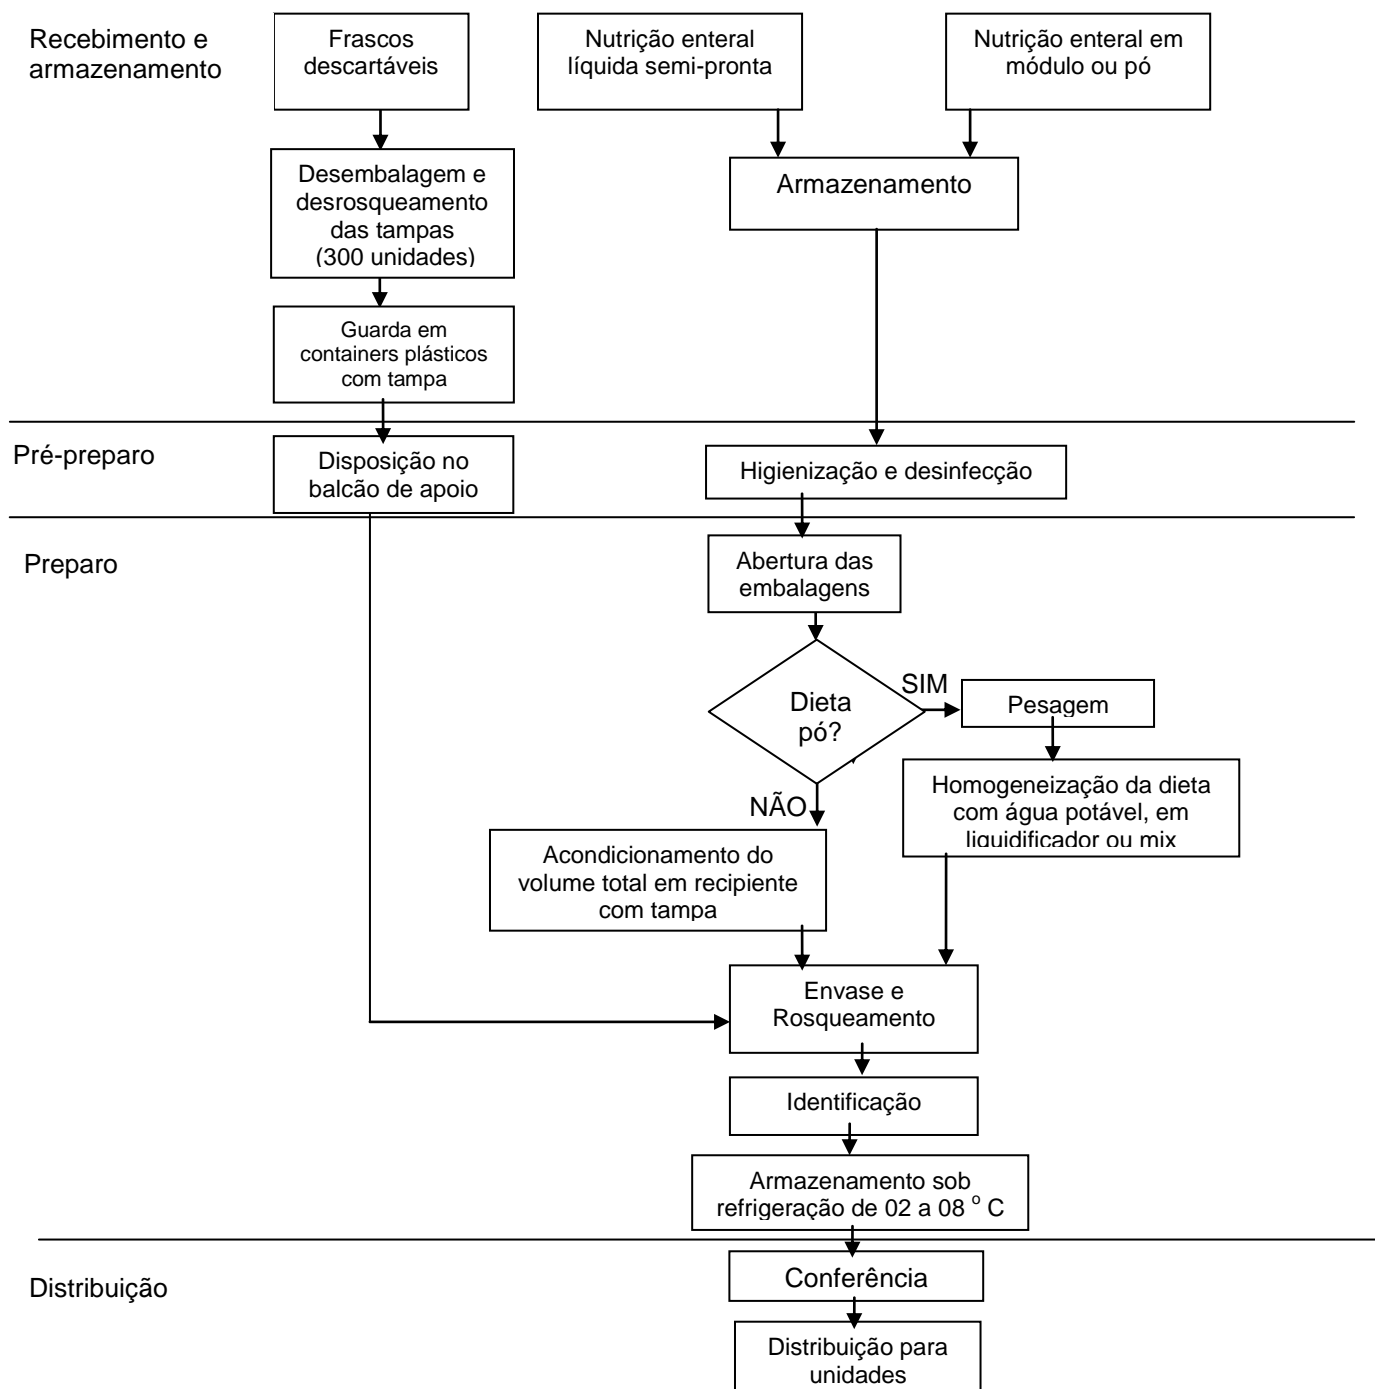 Recebimento e
armazenamento
Frascos
descartáveis
Nutrição enteral
líquida semi-pronta
Nutrição enteral em
módulo ou pó
Desembalagem e
desrosqueamento
das tampas
(300 unidades)
Armazenamento
Guarda em
containers plásticos
com tampa
Pré-preparo
Disposição no
balcão de apoio
Higienização e desinfecção
Preparo
Abertura das
embalagens
Dieta
pó?
SIM
Pesagem
NÃO
Homogeneização da dieta
com água potável, em
liquidificador ou mix
Acondicionamento do
volume total em recipiente
com tampa
Envase e
Rosqueamento
Identificação
Armazenamento sob
refrigeração de 02 a 08 º C
Distribuição
Conferência
Distribuição para
unidades